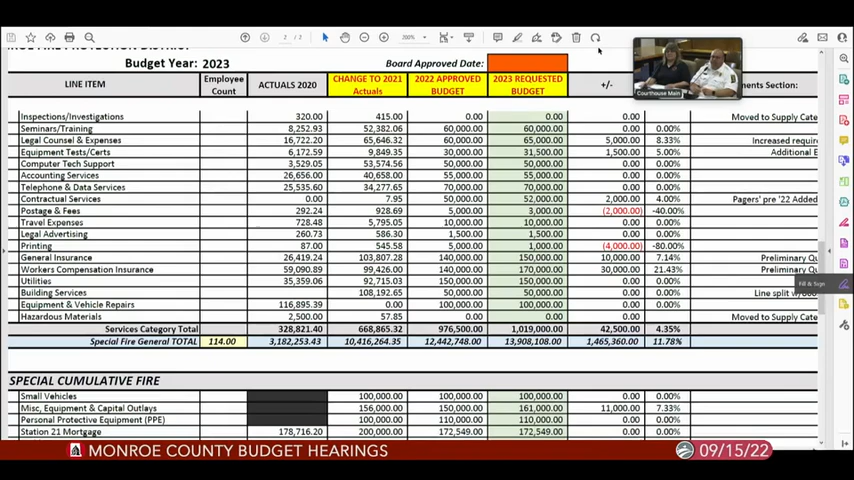 2 / 2
200%
Budget Year: 2023 Board Approved Date:
LINE ITEM Employee Count ACTUALS 2020 CHANGE TO 2021 Actuals 2022 APPROVED BUDGET 2023 REQUESTED BUDGET +/- ments Section:
Inspections/Investigations 320.00 415.00 0.00 0.00 0.00 Moved to Supply Cate
Seminars/Training 8,252.93 52,382.06 60,000.00 60,000.00 0.00 0.00%
Legal Counsel & Expenses 16,722.20 65,646.32 60,000.00 65,000.00 5,000.00 8.33% Increased requir
Equipment Tests/Certs 6,172.59 9,849.35 30,000.00 31,500.00 1,500.00 5.00% Additional E
Computer Tech Support 3,529.05 53,574.56 50,000.00 50,000.00 0.00 0.00%
Accounting Services 26,656.00 40,658.00 55,000.00 55,000.00 0.00 0.00%
Telephone & Data Services 25,535.60 34,277.65 70,000.00 70,000.00 0.00 0.00%
Contractual Services 0.00 7.95 50,000.00 52,000.00 2,000.00 4.00% Pagers' pre '22 Added
Postage & Fees 292.24 928.69 5,000.00 3,000.00 (2,000.00) -40.00%
Travel Expenses 728.48 5,795.05 10,000.00 10,000.00 0.00 0.00%
Legal Advertising 260.73 586.30 1,500.00 1,500.00 0.00 0.00%
Printing 87.00 545.58 5,000.00 1,000.00 (4,000.00) -80.00%
General Insurance 26,419.24 103,807.28 140,000.00 150,000.00 10,000.00 7.14% Preliminary Qu
Workers Compensation Insurance 59,090.89 99,426.00 140,000.00 170,000.00 30,000.00 21.43% Preliminary Qu
Utilities 35,359.06 92,715.03 150,000.00 150,000.00 0.00 0.00%
Building Services 108,192.65 50,000.00 50,000.00 0.00 0.00%
Equipment & Vehicle Repairs 116,895.39 0.00 100,000.00 100,000.00 0.00 0.00%
Hazardous Materials 2,500.00 57.85 0.00 0.00 0.00 Moved to Supply Cate
Services Category Total 328,821.40 668,865.32 976,500.00 1,019,000.00 42,500.00 4.35%
Special Fire General TOTAL 114.00 3,182,253.43 10,416,264.35 12,442,748.00 13,908,108.00 1,465,360.00 11.78%
SPECIAL CUMULATIVE FIRE
Small Vehicles 100,000.00 100,000.00 100,000.00 0.00 0.00%
Misc, Equipment & Capital Outlays 156,000.00 150,000.00 161,000.00 11,000.00 7.33%
Personal Protective Equipment (PPE) 100,000.00 110,000.00 110,000.00 0.00 0.00%
Station 21 Mortgage 178,716.20 200,000.00 172,549.00 172,549.00 0.00 0.00%
Courthouse Main
Fill & Sign
MONROE COUNTY BUDGET HEARINGS 09/15/22